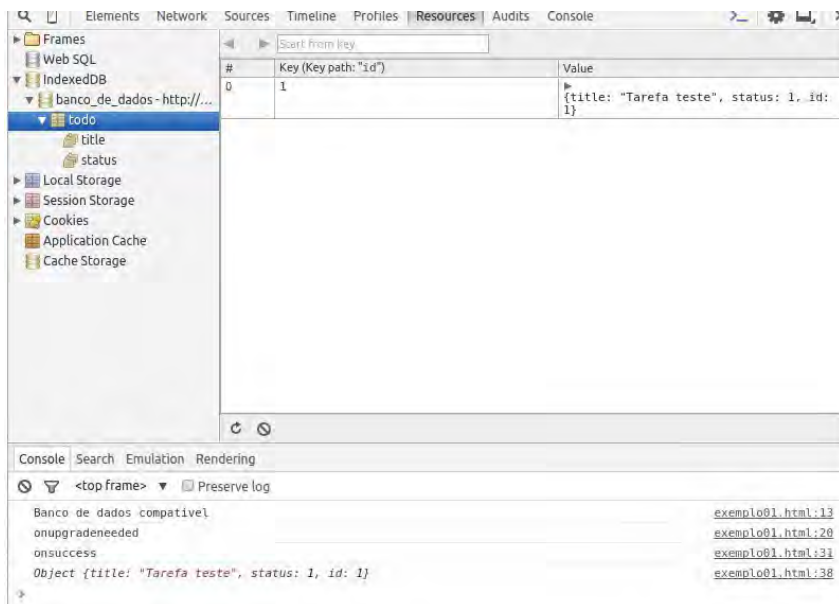 Elements Network Sources Timeline Profiles Resources Audits Console
Frames
Web SQL
IndexedDB
banco_de_dados - http://...
todo
title
status
Local Storage
Session Storage
Cookies
Application Cache
Cache Storage
Start from key
# Key (Key path: "id") Value
0 1 {title: "Tarefa teste", status: 1, id:
1}
Console Search Emulation Rendering
<top frame> ▼ Preserve log
Banco de dados compativel exemplo01.html:13
onupgradeneeded exemplo01.html:20
onsuccess exemplo01.html:31
Object {title: "Tarefa teste", status: 1, id: 1} exemplo01.html:38